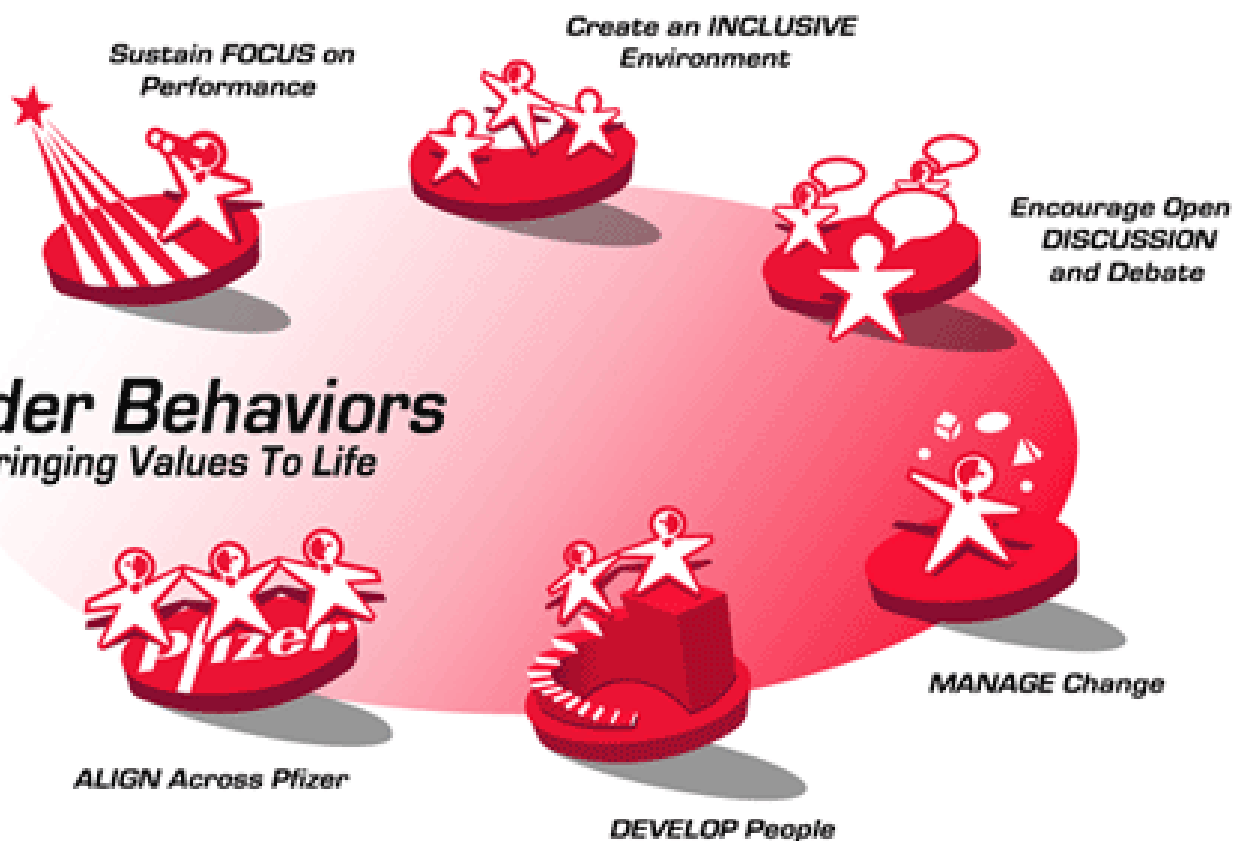 Create an INCLUSIVE
Environment
Sustain FOCUS on
Performance
Encourage Open
DISCUSSION
and Debate
der Behaviors
ringing Values To Life
Pfizer
MANAGE Change
ALIGN Across Pfizer
DEVELOP People